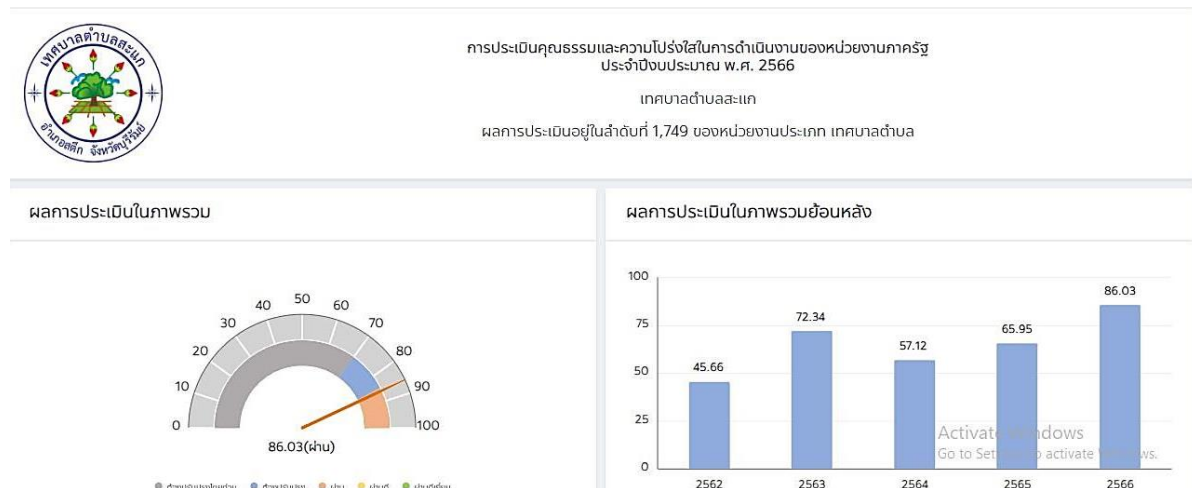 เทศบาลตำบลสะแก
อำเภอสตึก จังหวัดบุรีรัมย์
การประเมินคุณธรรมและความโปร่งใสในการดำเนินงานของหน่วยงานภาครัฐ
ประจำปีงบประมาณ พ.ศ. 2566
เทศบาลตำบลสะแก
ผลการประเมินอยู่ในลำดับที่ 1,749 ของหน่วยงานประเภท เทศบาลตำบล
ผลการประเมินในภาพรวม
0
10
20
30
40
50
60
70
80
90
100
86.03(ผ่าน)
ผลการประเมินในภาพรวมย้อนหลัง
100
75
50
25
0
45.66
72.34
57.12
65.95
86.03
2562
2563
2564
2565
2566
Activate
Go to activate